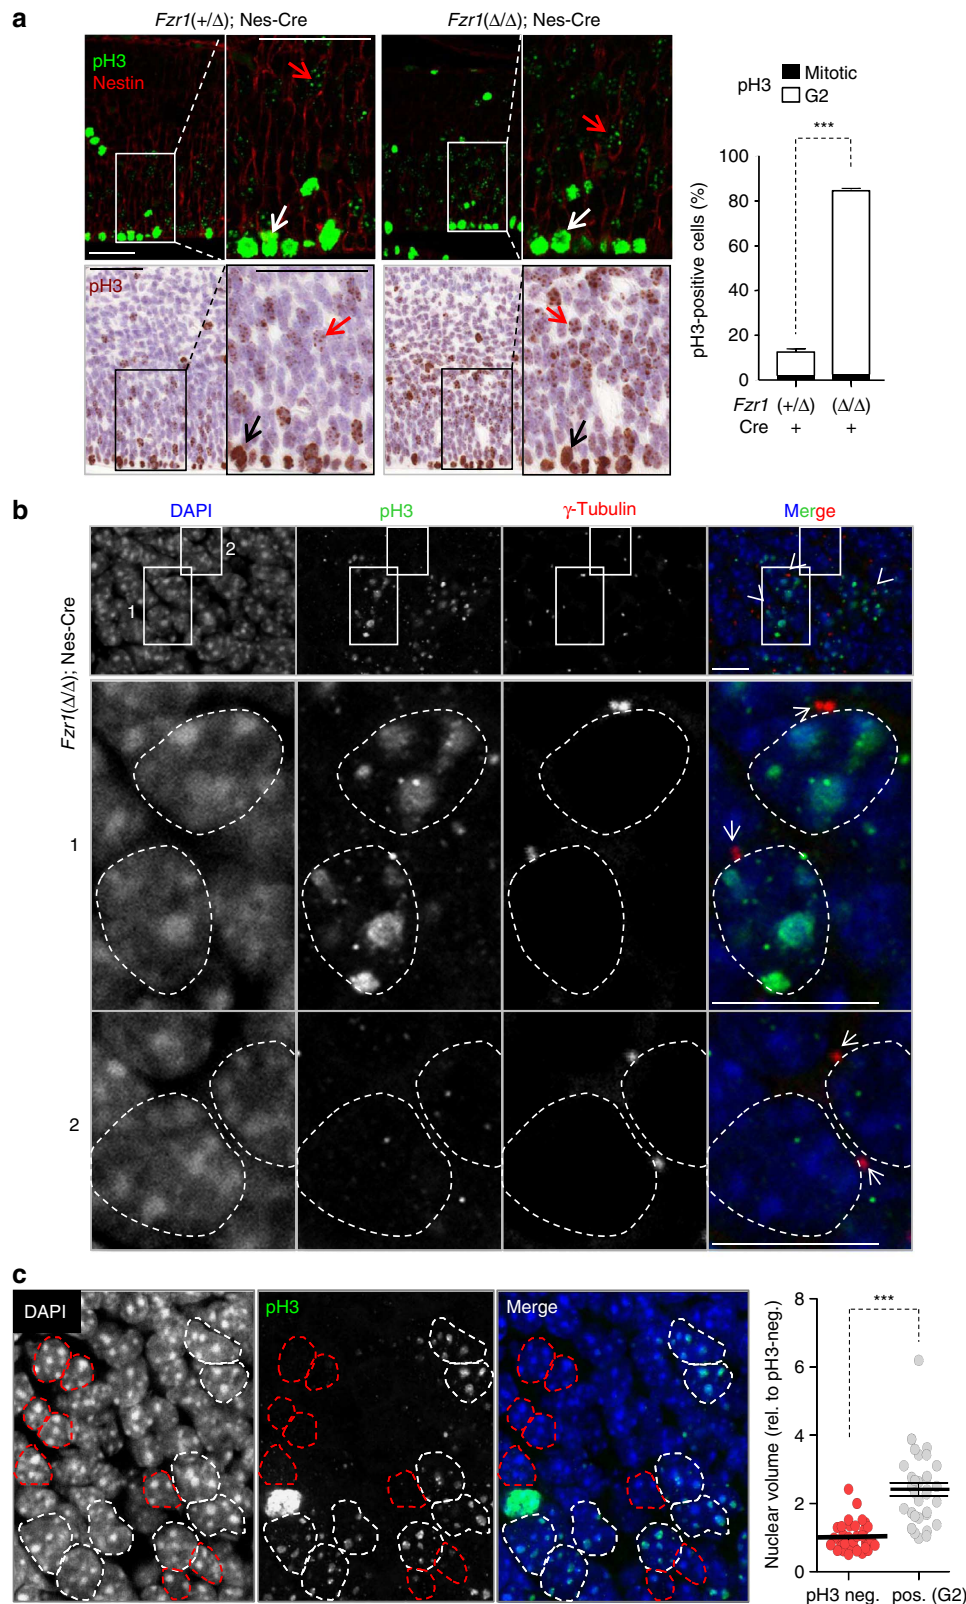 a
Fzr1(+/Δ); Nes-Cre
Fzr1(Δ/Δ); Nes-Cre
pH3
Nestin
pH3
pH3
Mitotic
G2
***
100
80
60
40
20
0
pH3-positive cells (%)
Fzr1 (+/Δ) (Δ/Δ)
Cre + +
b
DAPI
pH3
γ-Tubulin
Merge
Fzr1(Δ/Δ); Nes-Cre
1
2
1
2
c
DAPI
pH3
Merge
***
8
6
4
2
0
Nuclear volume (rel. to pH3-neg.)
pH3 neg. pos. (G2)